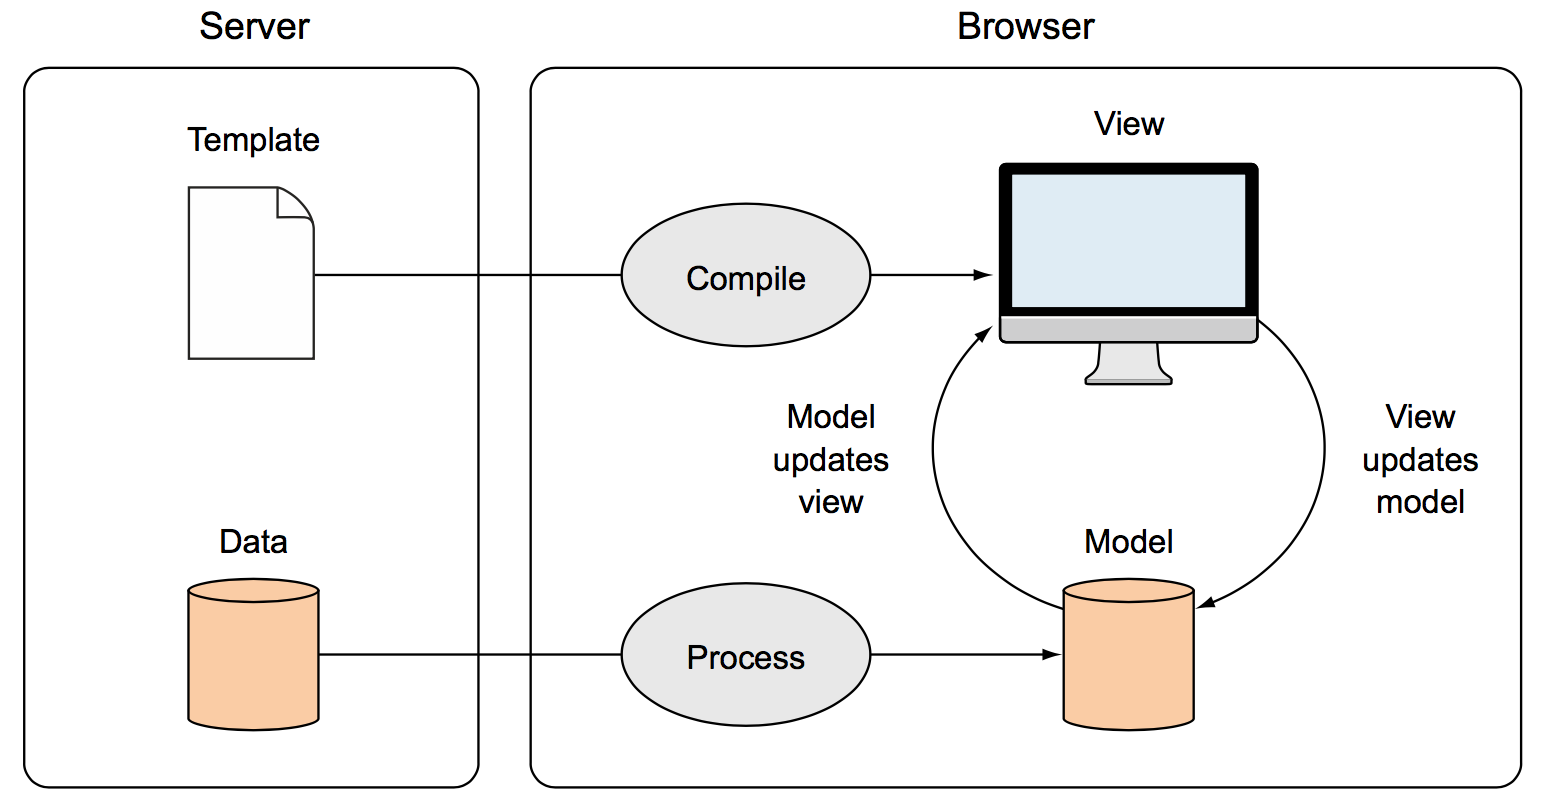 Server
Browser
Template
View
Compile
Model
updates
view
View
updates
model
Data
Model
Process